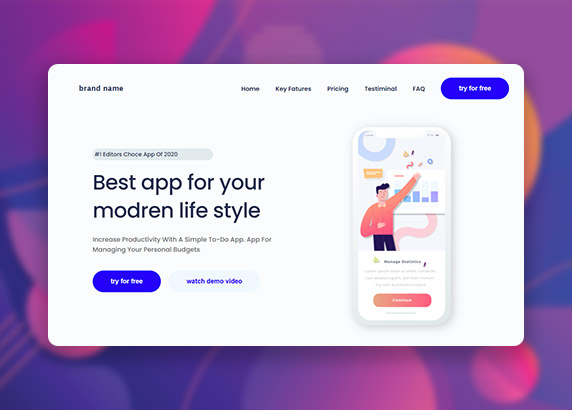 brand name
Home
Key Fatures
Pricing
Testiminal
FAQ
try for free
#1 Editors Choce App Of 2020
Best app for your
modren life style
Increase Productivity With A Simple To-Do App. App For
Managing Your Personal Budgets
try for free
watch demo video
Manage Statistics
Continue